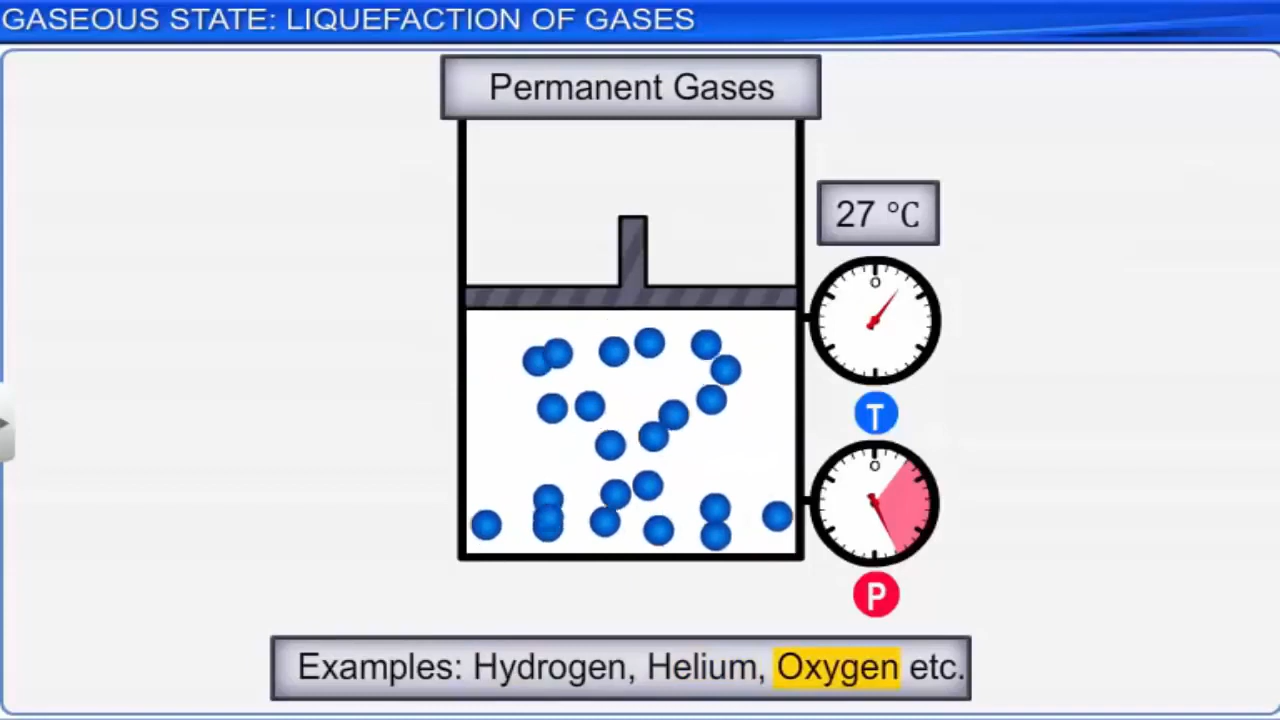 GASEOUS STATE: LIQUEFACTION OF GASES
Permanent Gases
27 °C
0
T
0
P
Examples: Hydrogen, Helium, Oxygen etc.